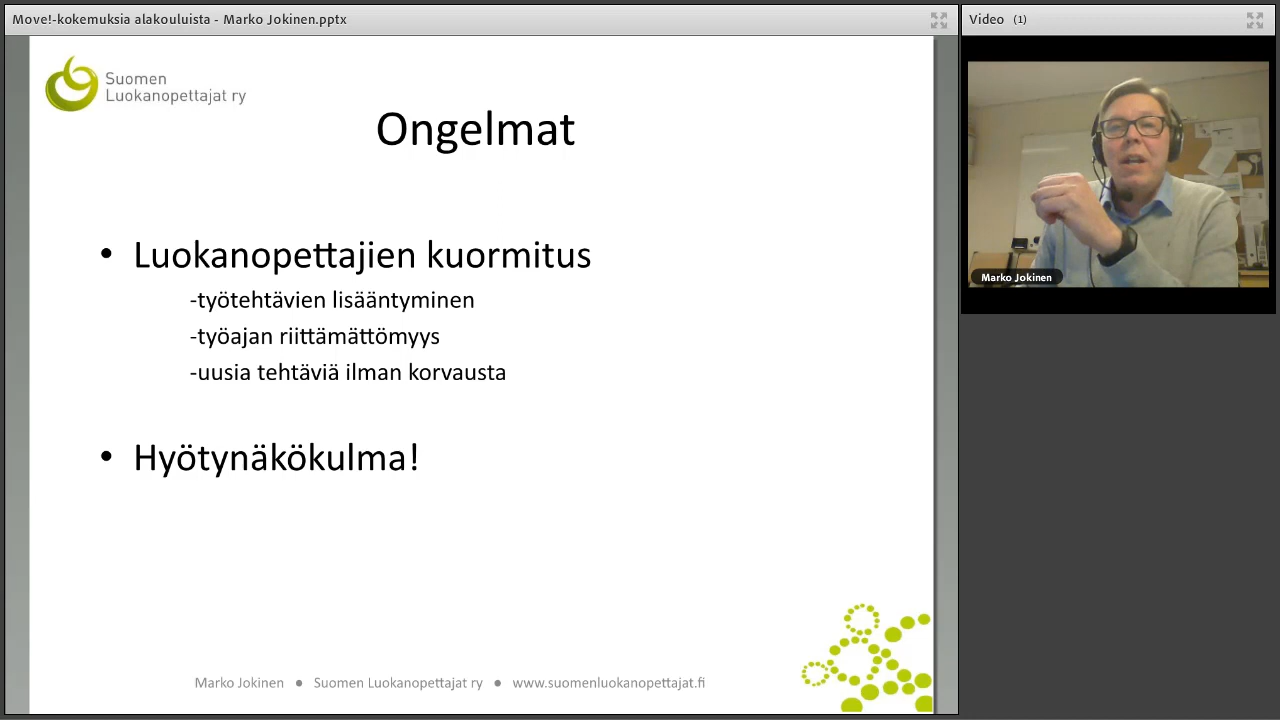 Move!-kokemuksia alakouluista - Marko Jokinen.pptx
Video (1)
Suomen
Luokanopettajat ry
Ongelmat
• Luokanopettajien kuormitus
-työtehtävien lisääntyminen
-työajan riittämättömyys
-uusia tehtäviä ilman korvausta
• Hyötynäkökulma!
Marko Jokinen ● Suomen Luokanopettajat ry ● www.suomenluokanopettajat.fi
Marko Jokinen